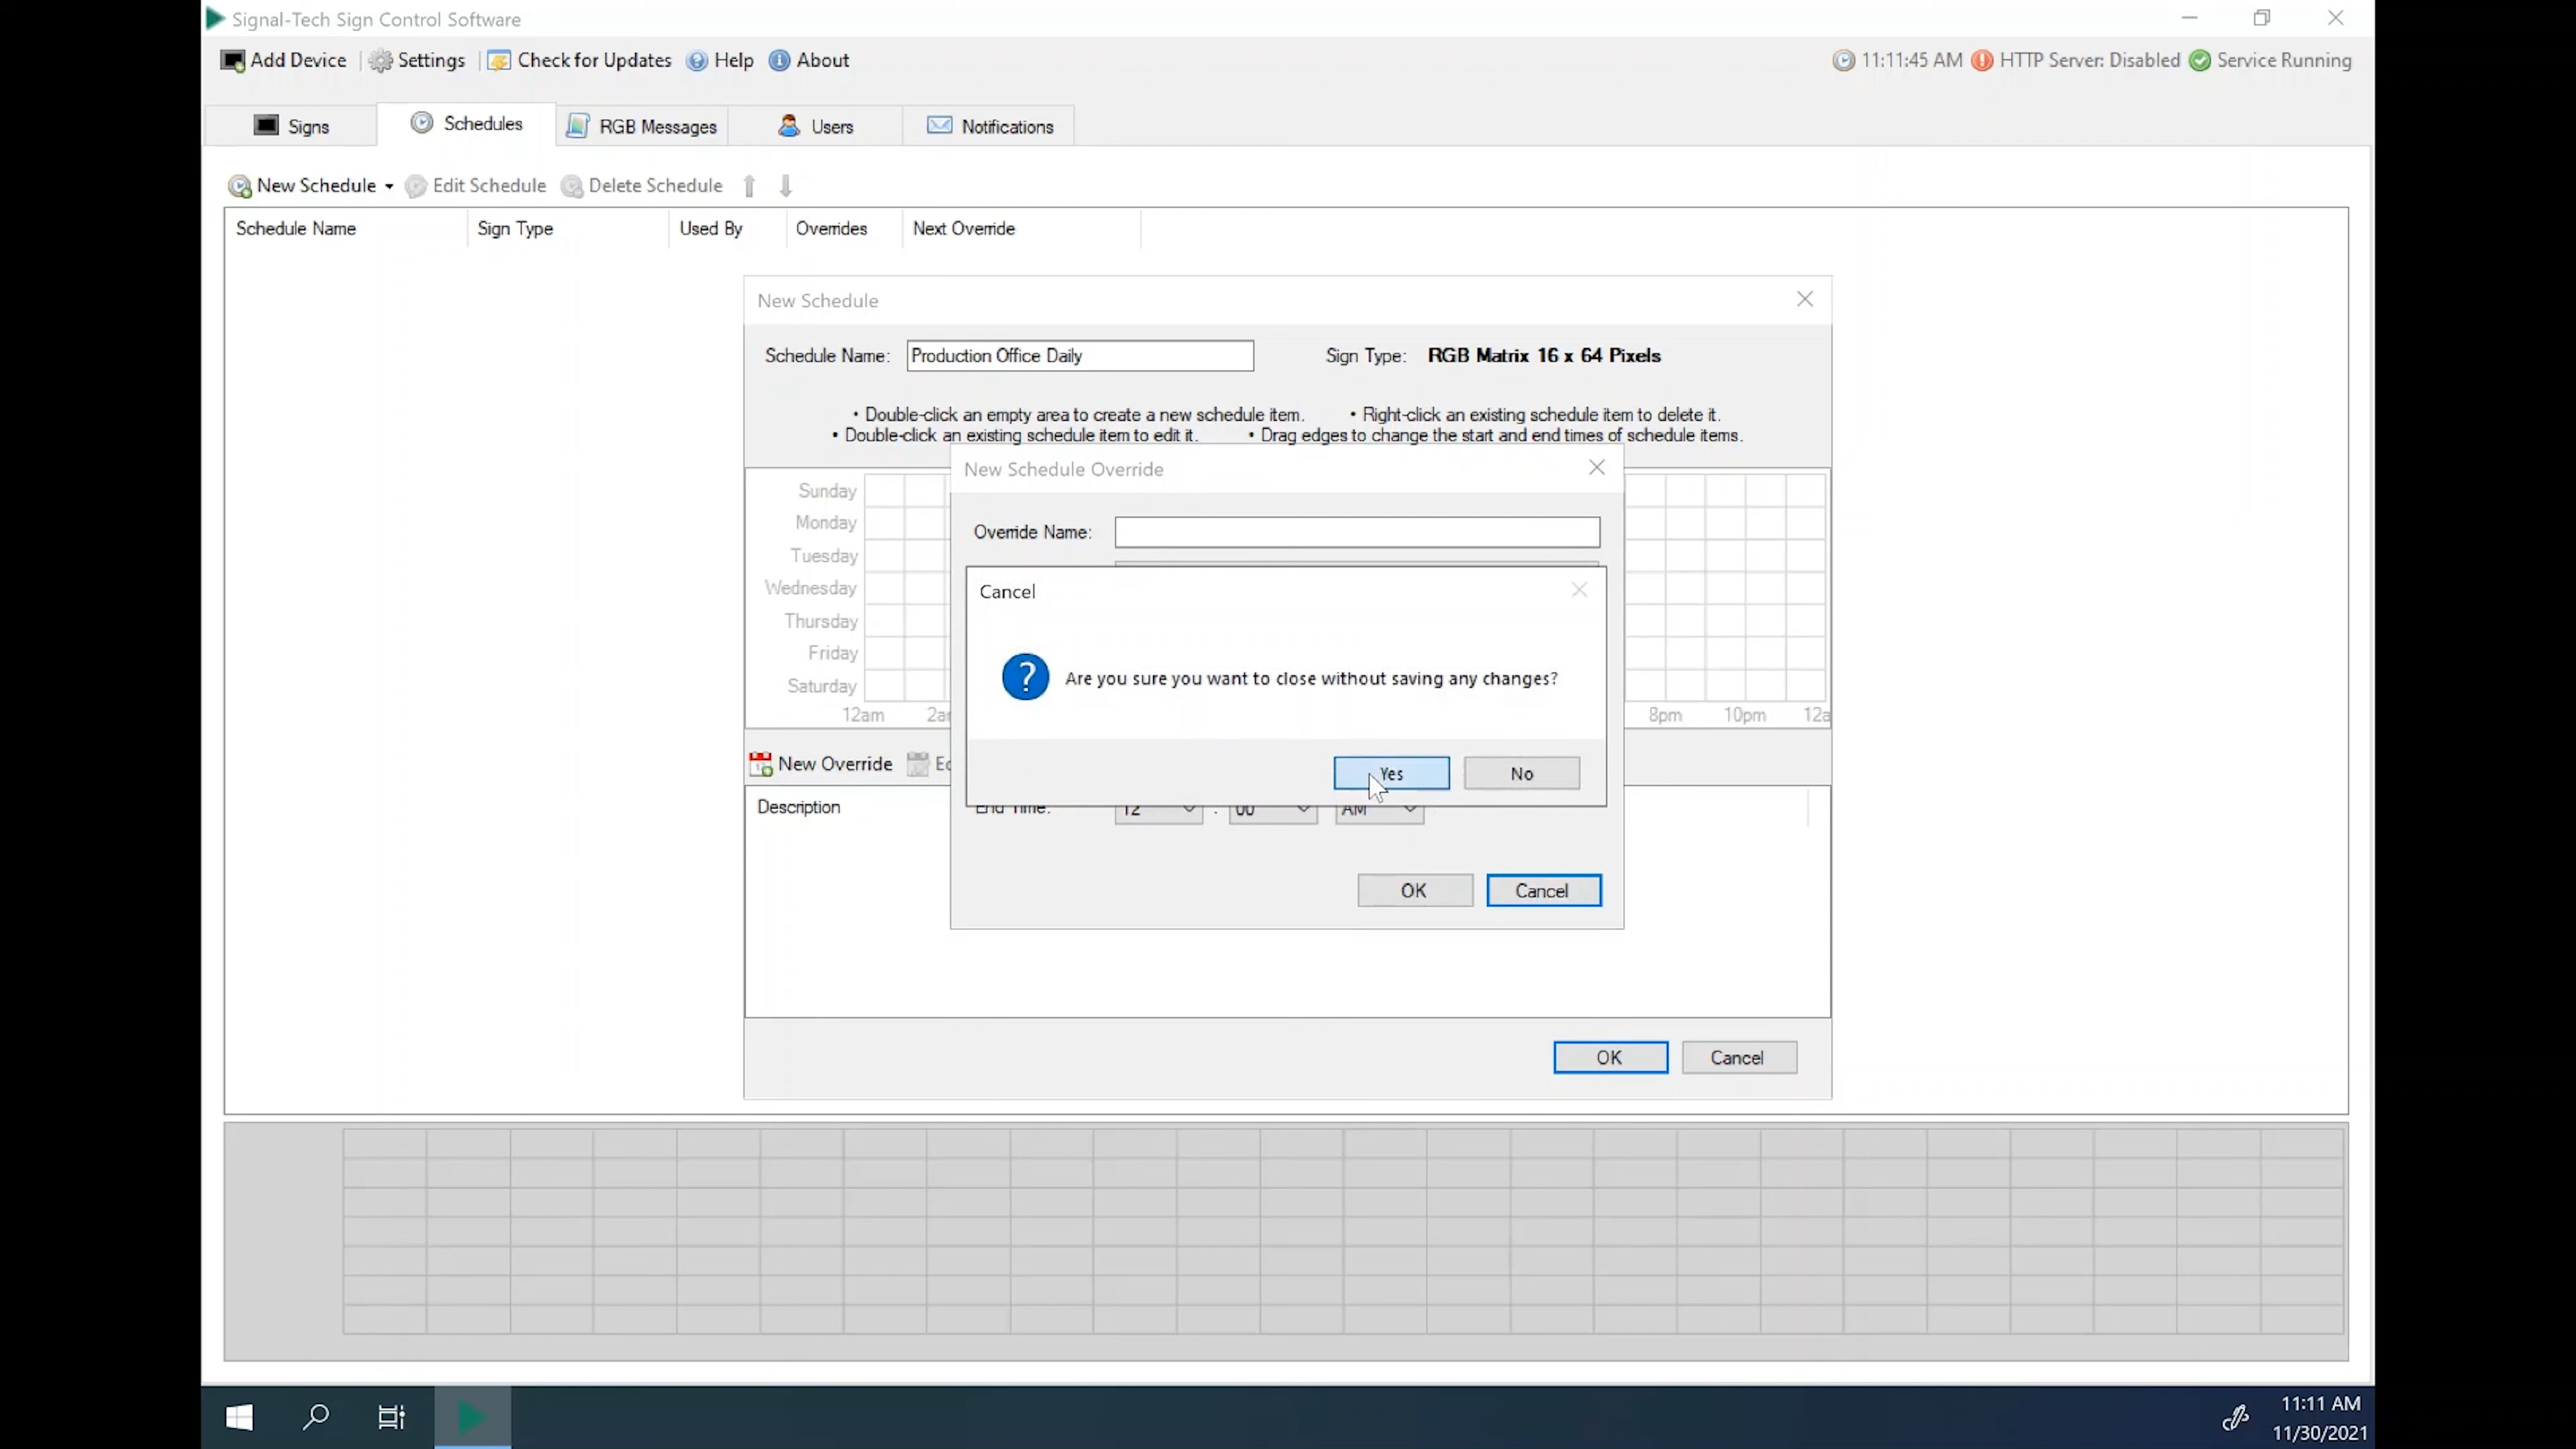 Signal-Tech Sign Control Software
Add Device Settings Check for Updates Help About 11:11:45 AM HTTP Server: Disabled Service Running
Signs Schedules RGB Messages Users Notifications
New Schedule Edit Schedule Delete Schedule
Schedule Name Sign Type Used By Overrides Next Override
New Schedule
Schedule Name: Production Office Daily Sign Type: RGB Matrix 16 x 64 Pixels
• Double-click an empty area to create a new schedule item. • Right-click an existing schedule item to delete it.
• Double-click an existing schedule item to edit it. • Drag edges to change the start and end times of schedule items.
New Schedule Override
Sunday
Override Name:
Monday
Tuesday
Wednesday
Cancel
Thursday
Friday
Are you sure you want to close without saving any changes?
Saturday
12am 8pm 10pm
New Override
Yes No
Description
End Time: 12 : 00 AM
OK Cancel
OK Cancel
11:11 AM
11/30/2021